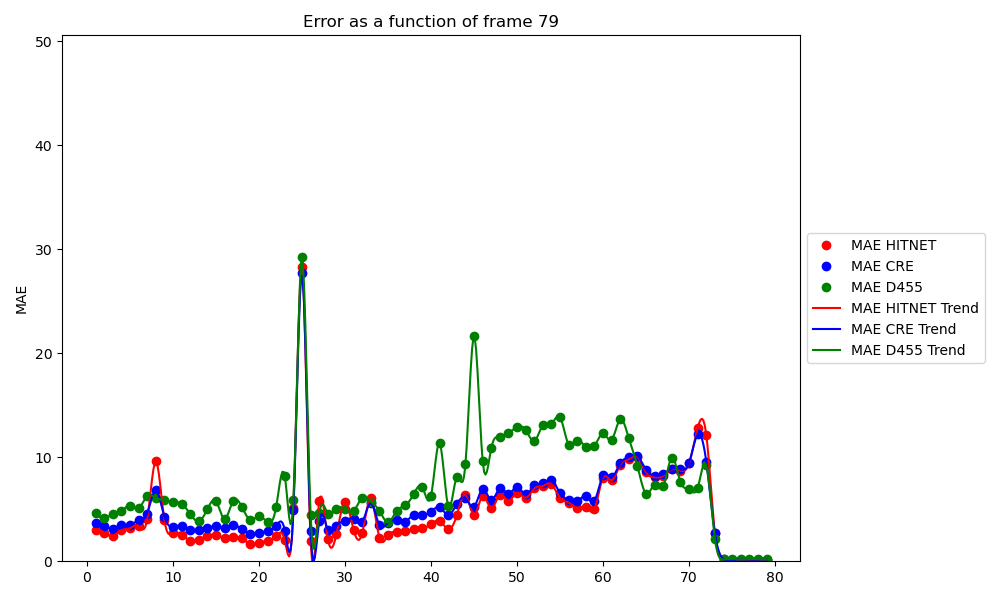 Error as a function of frame 79
50
40
30
20
10
0
MAE
0 10 20 30 40 50 60 70 80
MAE HITNET
MAE CRE
MAE D455
MAE HITNET Trend
MAE CRE Trend
MAE D455 Trend